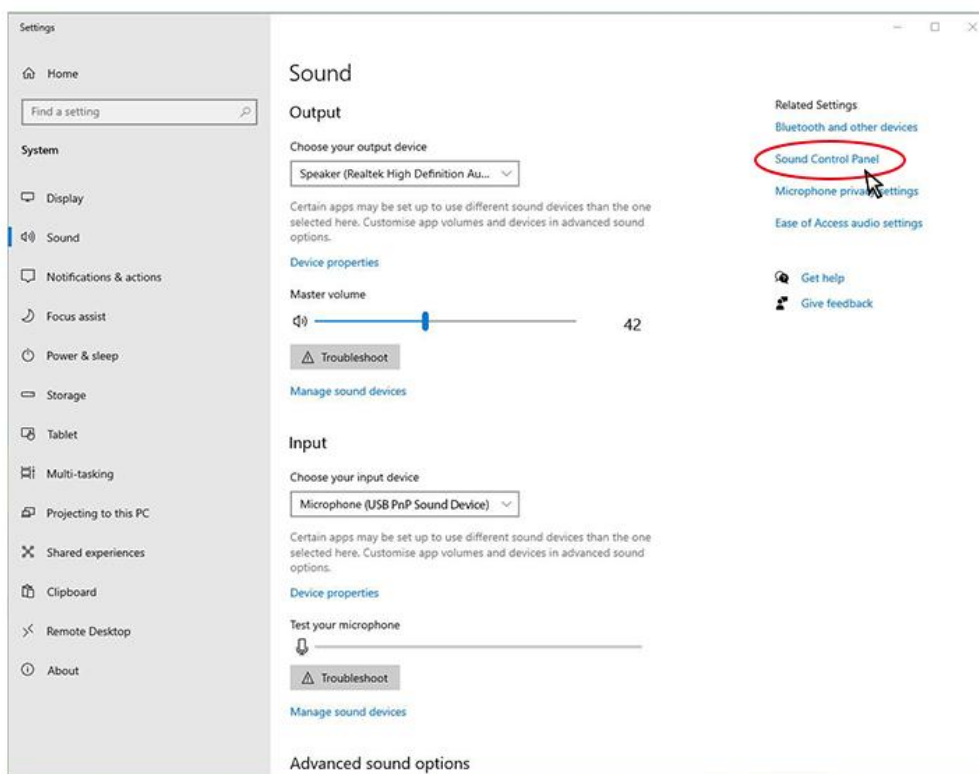 Settings
Home
Find a setting
System
Display
Sound
Notifications & actions
Focus assist
Power & sleep
Storage
Tablet
Multi-tasking
Projecting to this PC
Shared experiences
Clipboard
Remote Desktop
About
Sound
Output
Choose your output device
Speaker (Realtek High Definition Au...
Certain apps may be set up to use different sound devices than the one
selected here. Customise app volumes and devices in advanced sound
options.
Device properties
Master volume
42
Troubleshoot
Manage sound devices
Input
Choose your input device
Microphone (USB PnP Sound Device)
Certain apps may be set up to use different sound devices than the one
selected here. Customise app volumes and devices in advanced sound
options.
Device properties
Test your microphone
Troubleshoot
Manage sound devices
Advanced sound options
Related Settings
Bluetooth and other devices
Sound Control Panel
Microphone privacy settings
Ease of Access audio settings
Get help
Give feedback